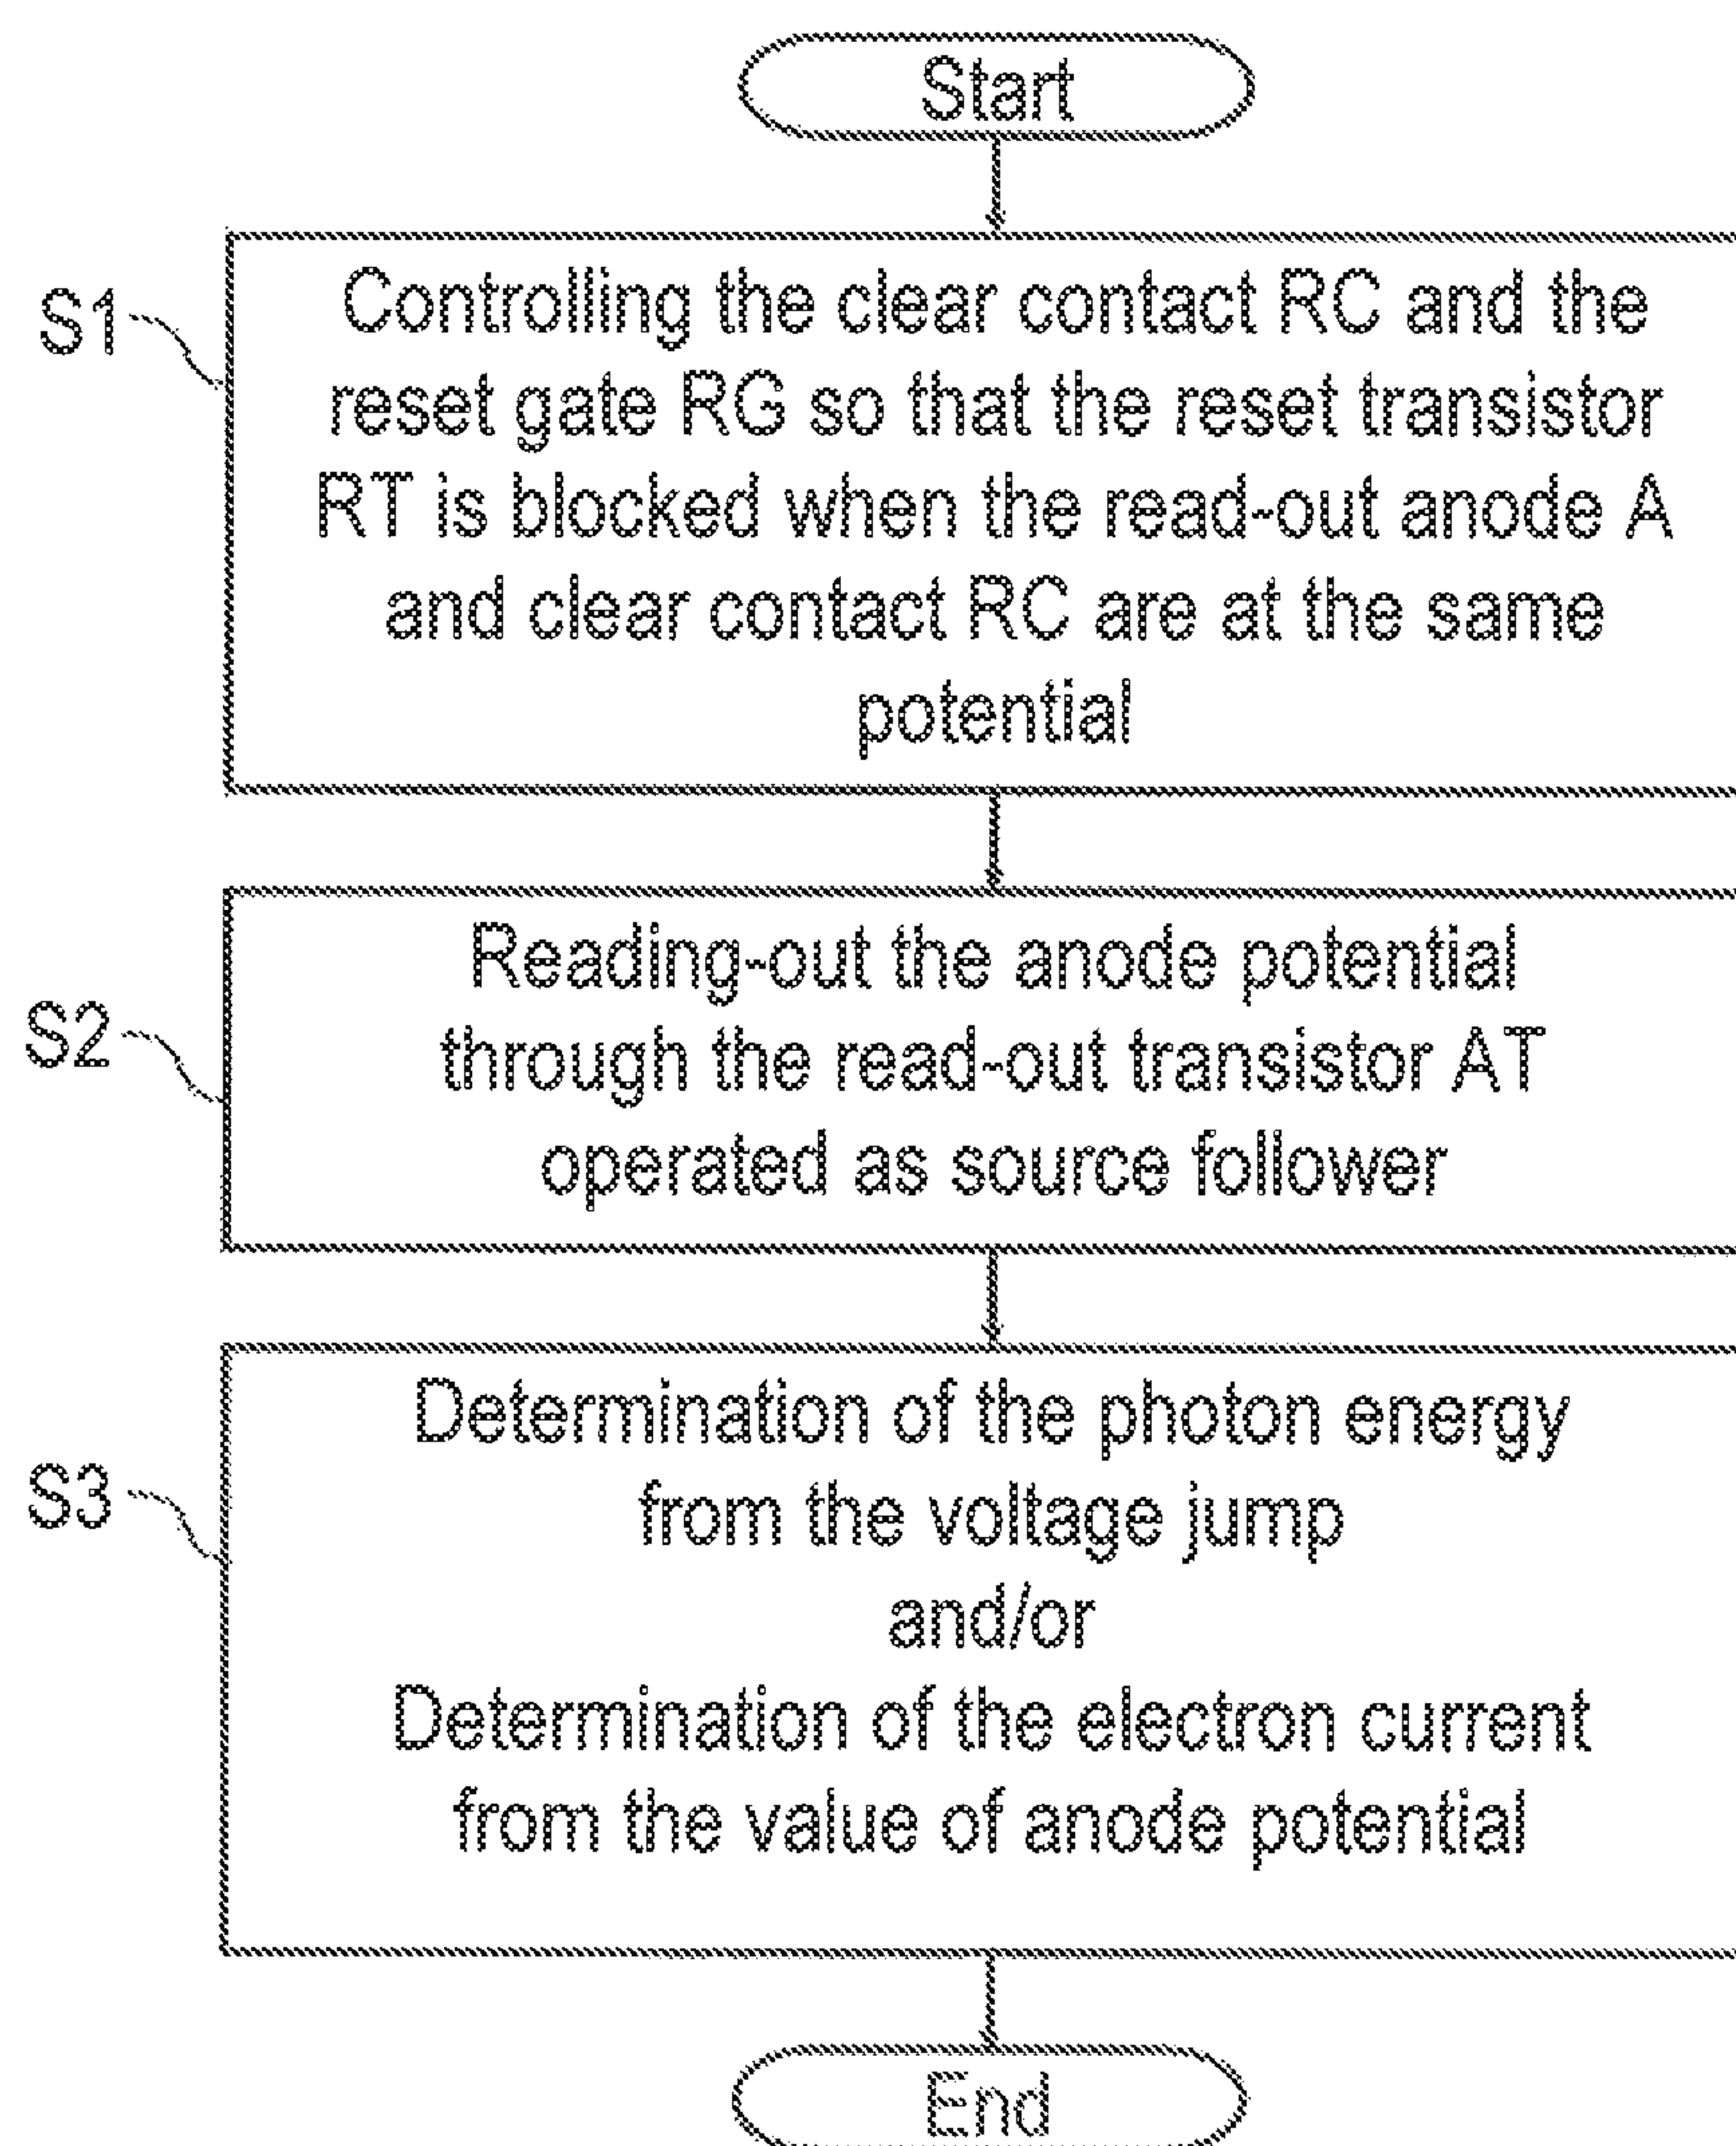 Start
S1
Controlling the clear contact RC and the
reset gate RG so that the reset transistor
RT is blocked when the read-out anode A
and clear contact RC are at the same
potential
S2
Reading-out the anode potential
through the read-out transistor AT
operated as source follower
S3
Determination of the photon energy
from the voltage jump
and/or
Determination of the electron current
from the value of anode potential
End